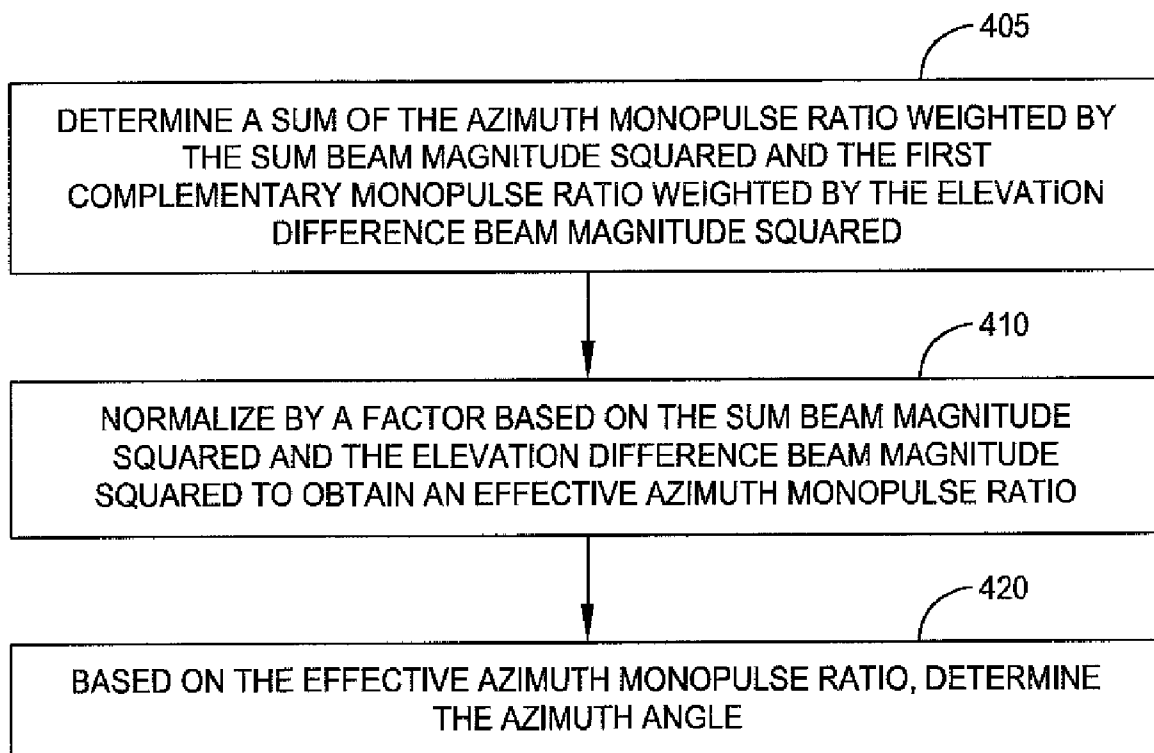 405
DETERMINE A SUM OF THE AZIMUTH MONOPULSE RATIO WEIGHTED BY
THE SUM BEAM MAGNITUDE SQUARED AND THE FIRST
COMPLEMENTARY MONOPULSE RATIO WEIGHTED BY THE ELEVATION
DIFFERENCE BEAM MAGNITUDE SQUARED
410
NORMALIZE BY A FACTOR BASED ON THE SUM BEAM MAGNITUDE
SQUARED AND THE ELEVATION DIFFERENCE BEAM MAGNITUDE
SQUARED TO OBTAIN AN EFFECTIVE AZIMUTH MONOPULSE RATIO
420
BASED ON THE EFFECTIVE AZIMUTH MONOPULSE RATIO, DETERMINE
THE AZIMUTH ANGLE